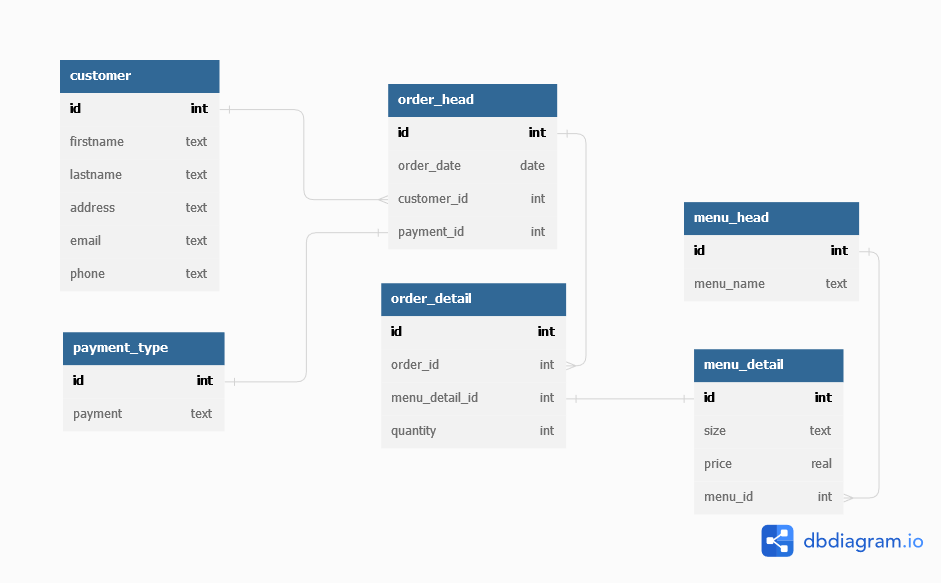 customer
id int
firstname text
lastname text
address text
email text
phone text
payment_type
id int
payment text
order_head
id int
order_date date
customer_id int
payment_id int
order_detail
id int
order_id int
menu_detail_id int
quantity int
menu_head
id int
menu_name text
menu_detail
id int
size text
price real
menu_id int
dbdiagram.io